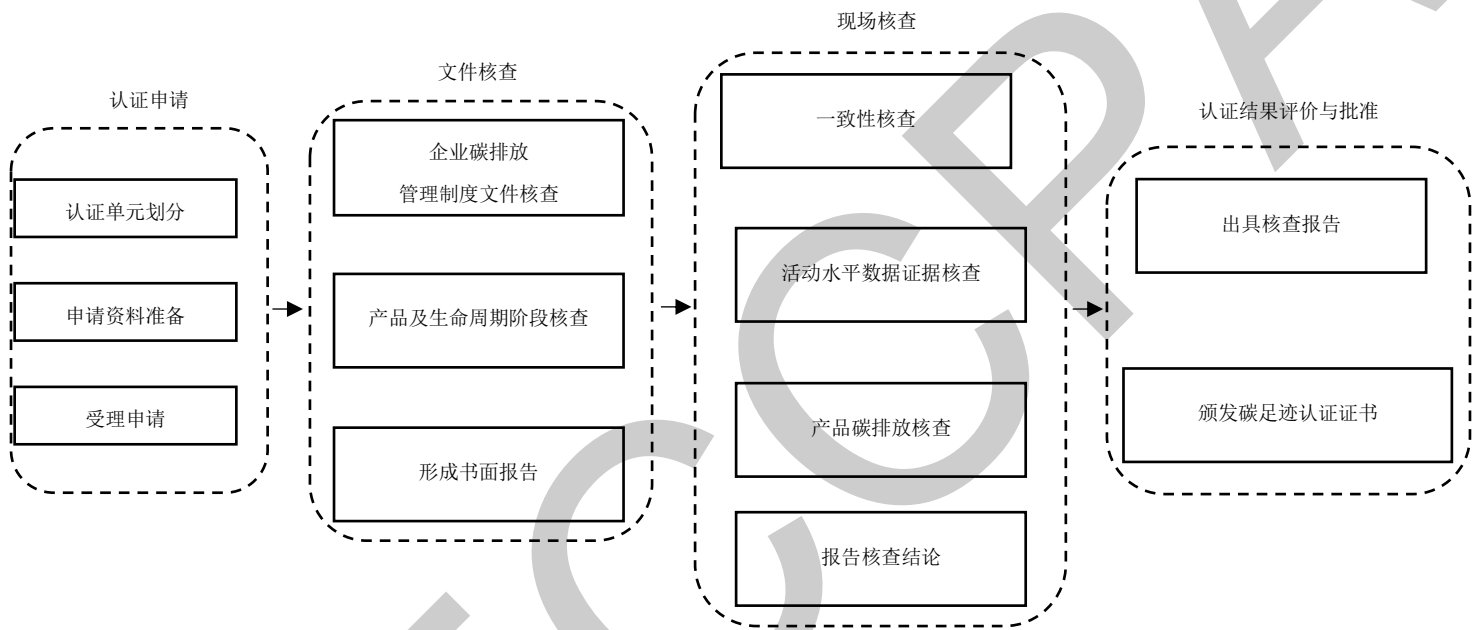 认证申请
认证单元划分
申请资料准备
受理申请
文件核查
企业碳排放
管理制度文件核查
产品及生命周期阶段核查
形成书面报告
现场核查
一致性核查
活动水平数据证据核查
产品碳排放核查
报告核查结论
认证结果评价与批准
出具核查报告
颁发碳足迹认证证书